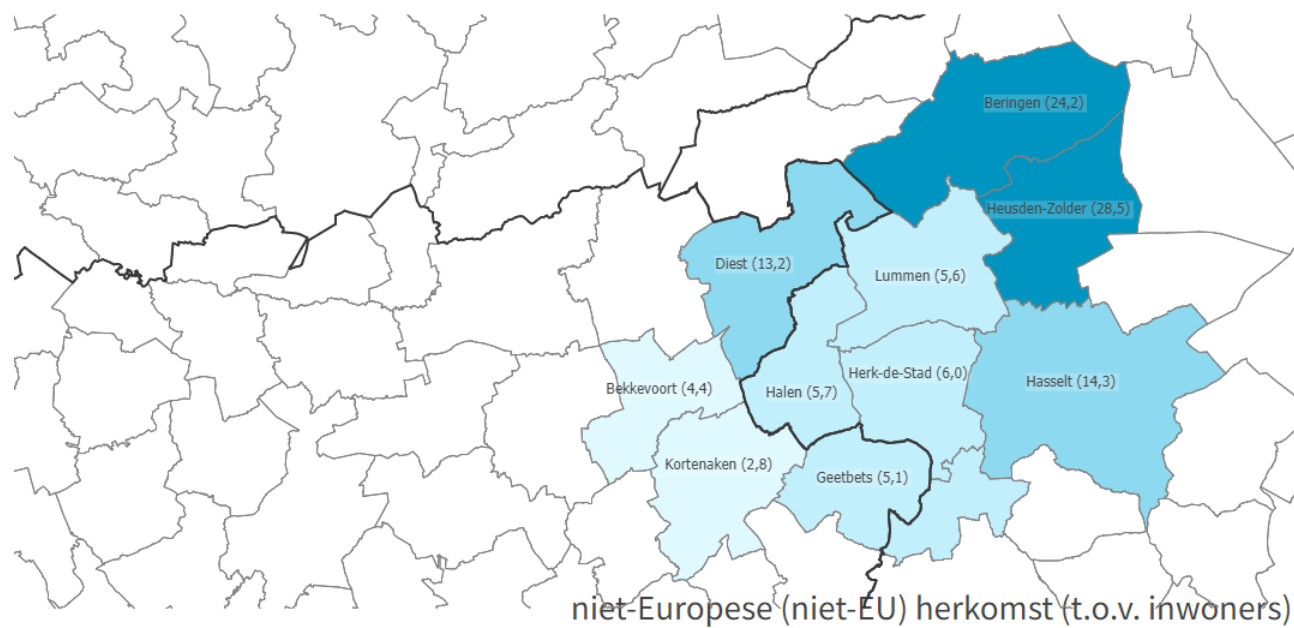 Beringen (24,2)
Heusden-Zolder (28,5)
Diest (13,2)
Lummen (5,6)
Herk-de-Stad (6,0)
Hasselt (14,3)
Bekkevoort (4,4)
Halen (5,7)
Kortenaken (2,8)
Geetbets (5,1)
niet-Europese (niet-EU) herkomst (t.o.v. inwoners)